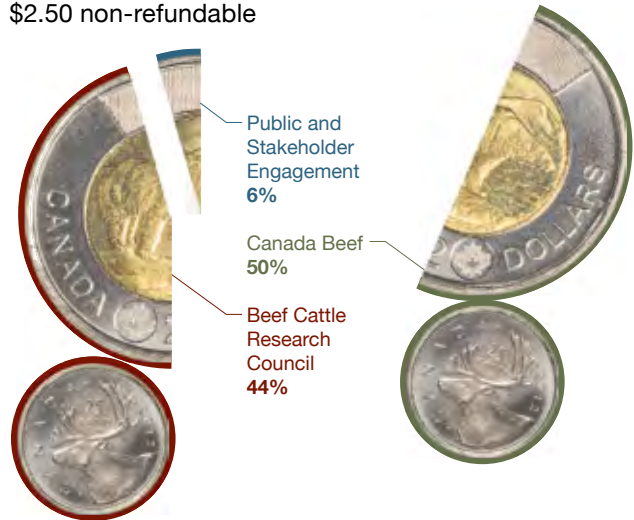 $2.50 non-refundable
Public and
Stakeholder
Engagement
6%
Canada Beef
50%
Beef Cattle
Research
Council
44%
CANADA
DOLLARS